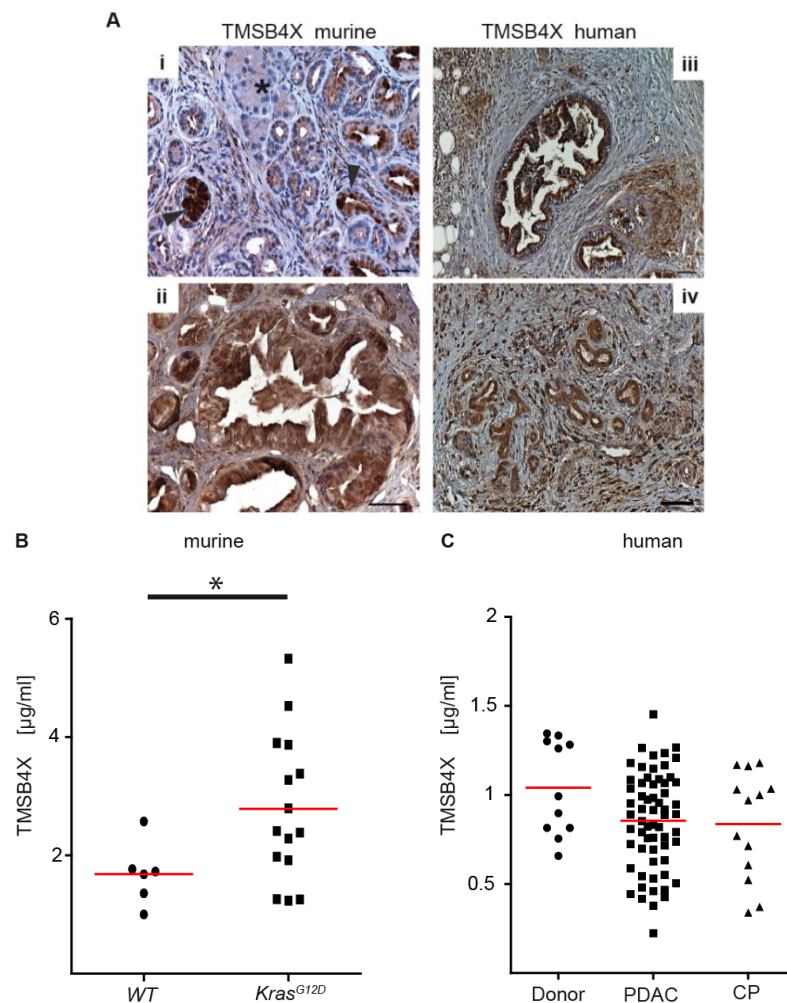 A
TMSB4X murine
TMSB4X human
i
*
iii
ii
iv
B
murine
C
human
*
TMSB4X [µg/ml]
6
4
2
WT
Kras^G12D
TMSB4X [µg/ml]
2
1.5
1
0.5
Donor
PDAC
CP